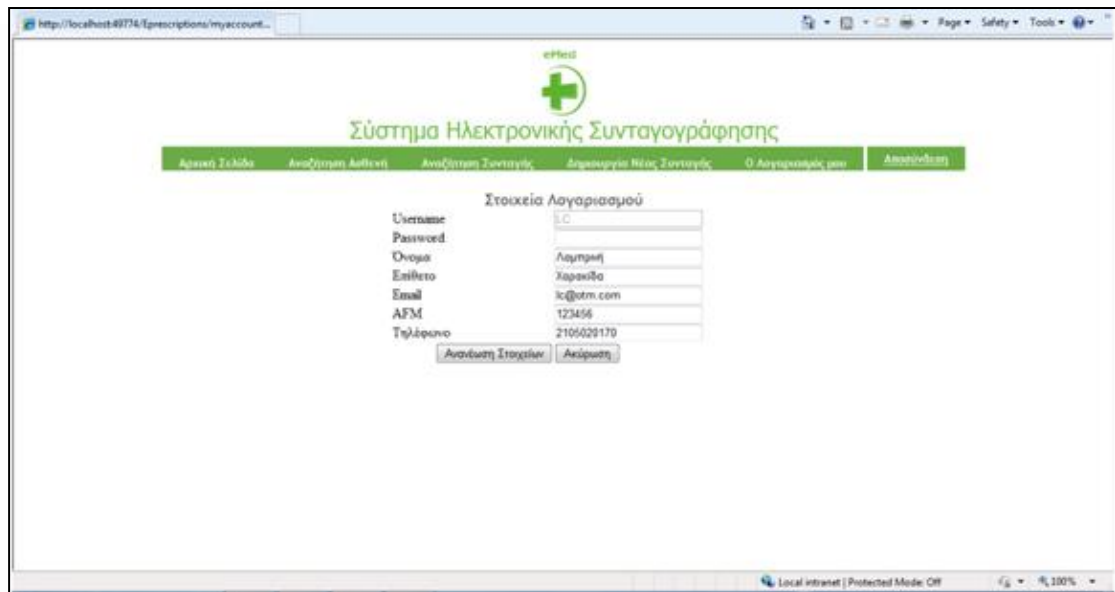 http://localhost:49774/Eprescriptions/myaccount...
Page Safety Tools
eMed
Σύστημα Ηλεκτρονικής Συνταγογράφησης
Αρχική Σελίδα Αναζήτηση Ασθενή Αναζήτηση Συνταγής Δημιουργία Νέας Συνταγής Ο Λογαριασμός μου Αποσύνδεση
Στοιχεία Λογαριασμού
Username LC
Password
Όνομα Λαμπρινή
Επίθετο Χαρακίδα
Email lc@otm.com
ΑFM 123456
Τηλέφωνο 2105020170
Ανανέωση Στοιχείων Ακύρωση
Local intranet | Protected Mode: Off 100%